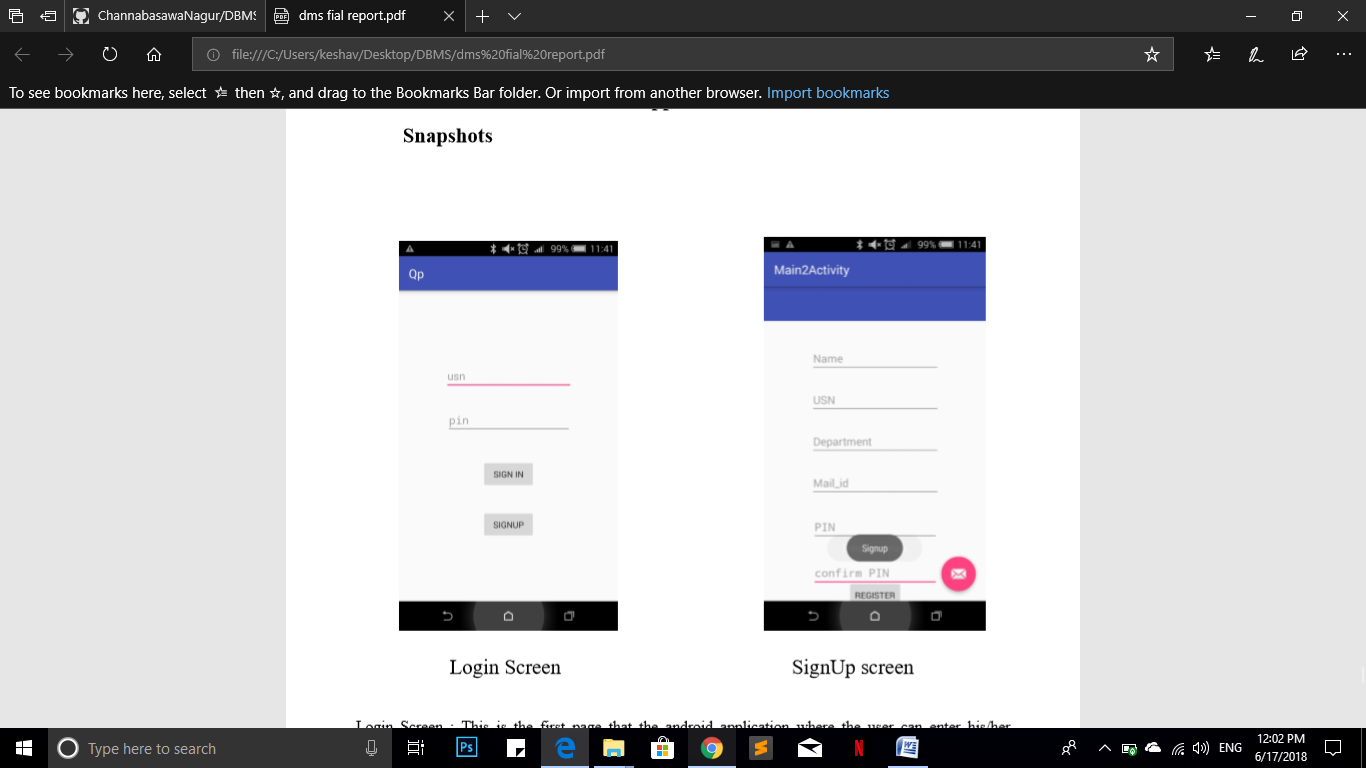 ChannabasawaNagur/DBMS
dms fial report.pdf
file:///C:/Users/keshav/Desktop/DBMS/dms%20fial%20report.pdf
To see bookmarks here, select then , and drag to the Bookmarks Bar folder. Or import from another browser. Import bookmarks
Snapshots
99% 11:41
Qp
usn
pin
SIGN IN
SIGNUP
99% 11:41
Main2Activity
Name
USN
Department
Mail_id
PIN
Signup
confirm PIN
REGISTER
Login Screen
SignUp screen
Login Screen : This is the first page that the android application where the user can enter his/her
Type here to search
Ps
N
ENG
12:02 PM
6/17/2018